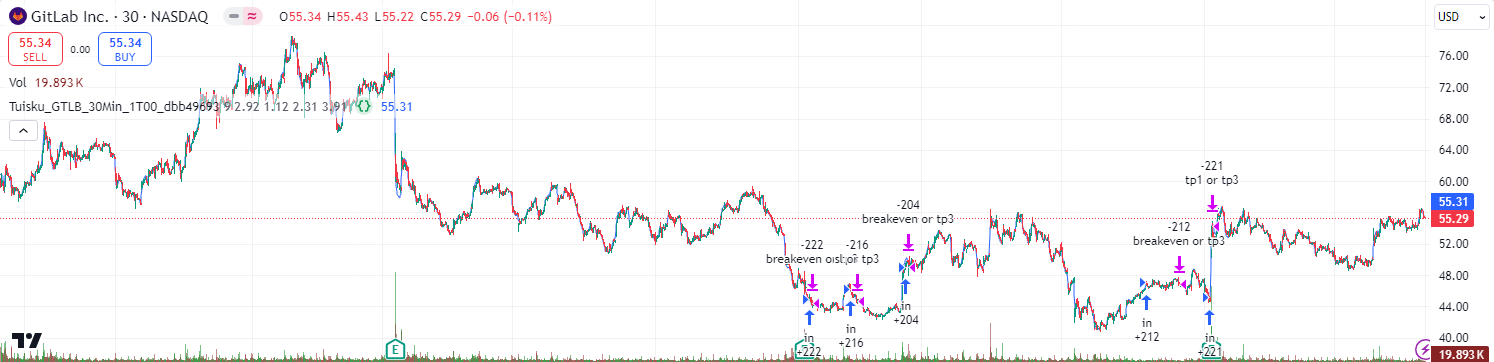 GitLab Inc. · 30 · NASDAQ O55.34 H55.43 L55.22 C55.29 −0.06 (−0.11%)
USD
55.34 SELL 0.00 55.34 BUY
Vol 19.893 K
Tuisku_GTLB_30Min_1T00_dbb49693 9 2.92 1.12 2.31 3.91 {} 55.31
76.00
72.00
68.00
64.00
60.00
55.31
55.29
52.00
48.00
44.00
40.00
19.893 K
-222
breakeven
-216
or tp3
-204
breakeven or tp3
-212
breakeven or tp3
-221
tp1 or tp3
in
+222
in
+216
in
+204
in
+212
in
+221
E